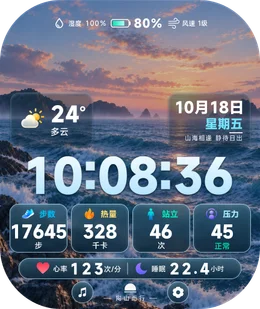 湿度 100% 80% 风速 1级
24°
多云
10月18日
星期五
山海相逢 静待日出
10:08:36
步数 热量 站立 压力
17645 328 46 45
步 千卡 次 正常
心率 123次/分 睡眠 22.4小时